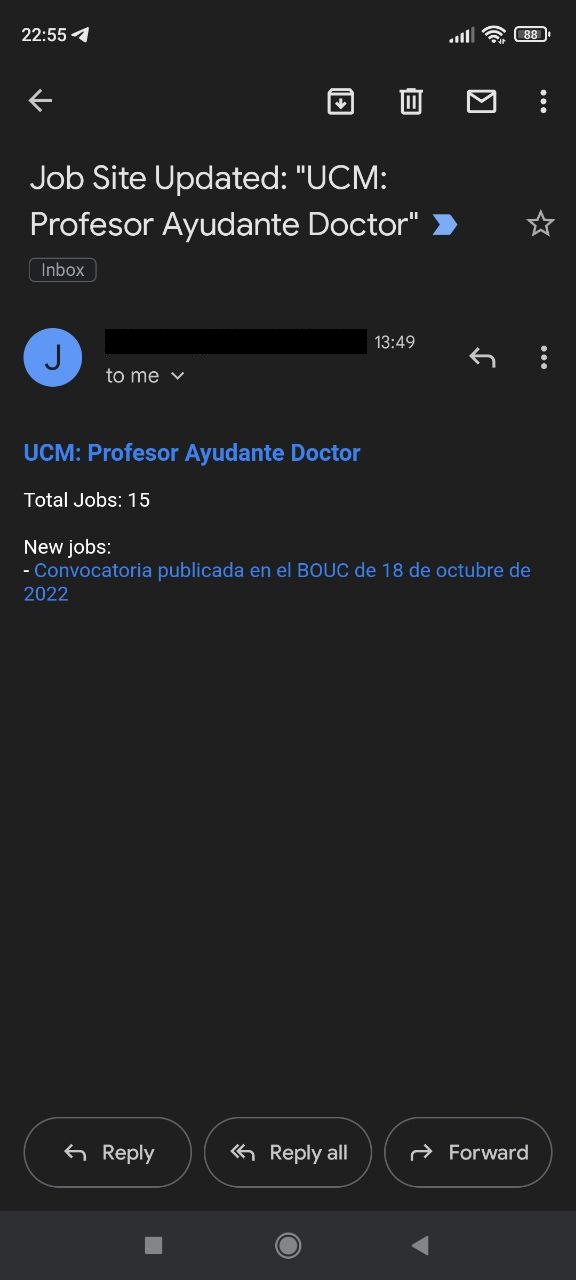 22:55
88
Job Site Updated: "UCM:
Profesor Ayudante Doctor"
Inbox
J
13:49
to me
UCM: Profesor Ayudante Doctor
Total Jobs: 15
New jobs:
- Convocatoria publicada en el BOUC de 18 de octubre de
2022
Reply
Reply all
Forward